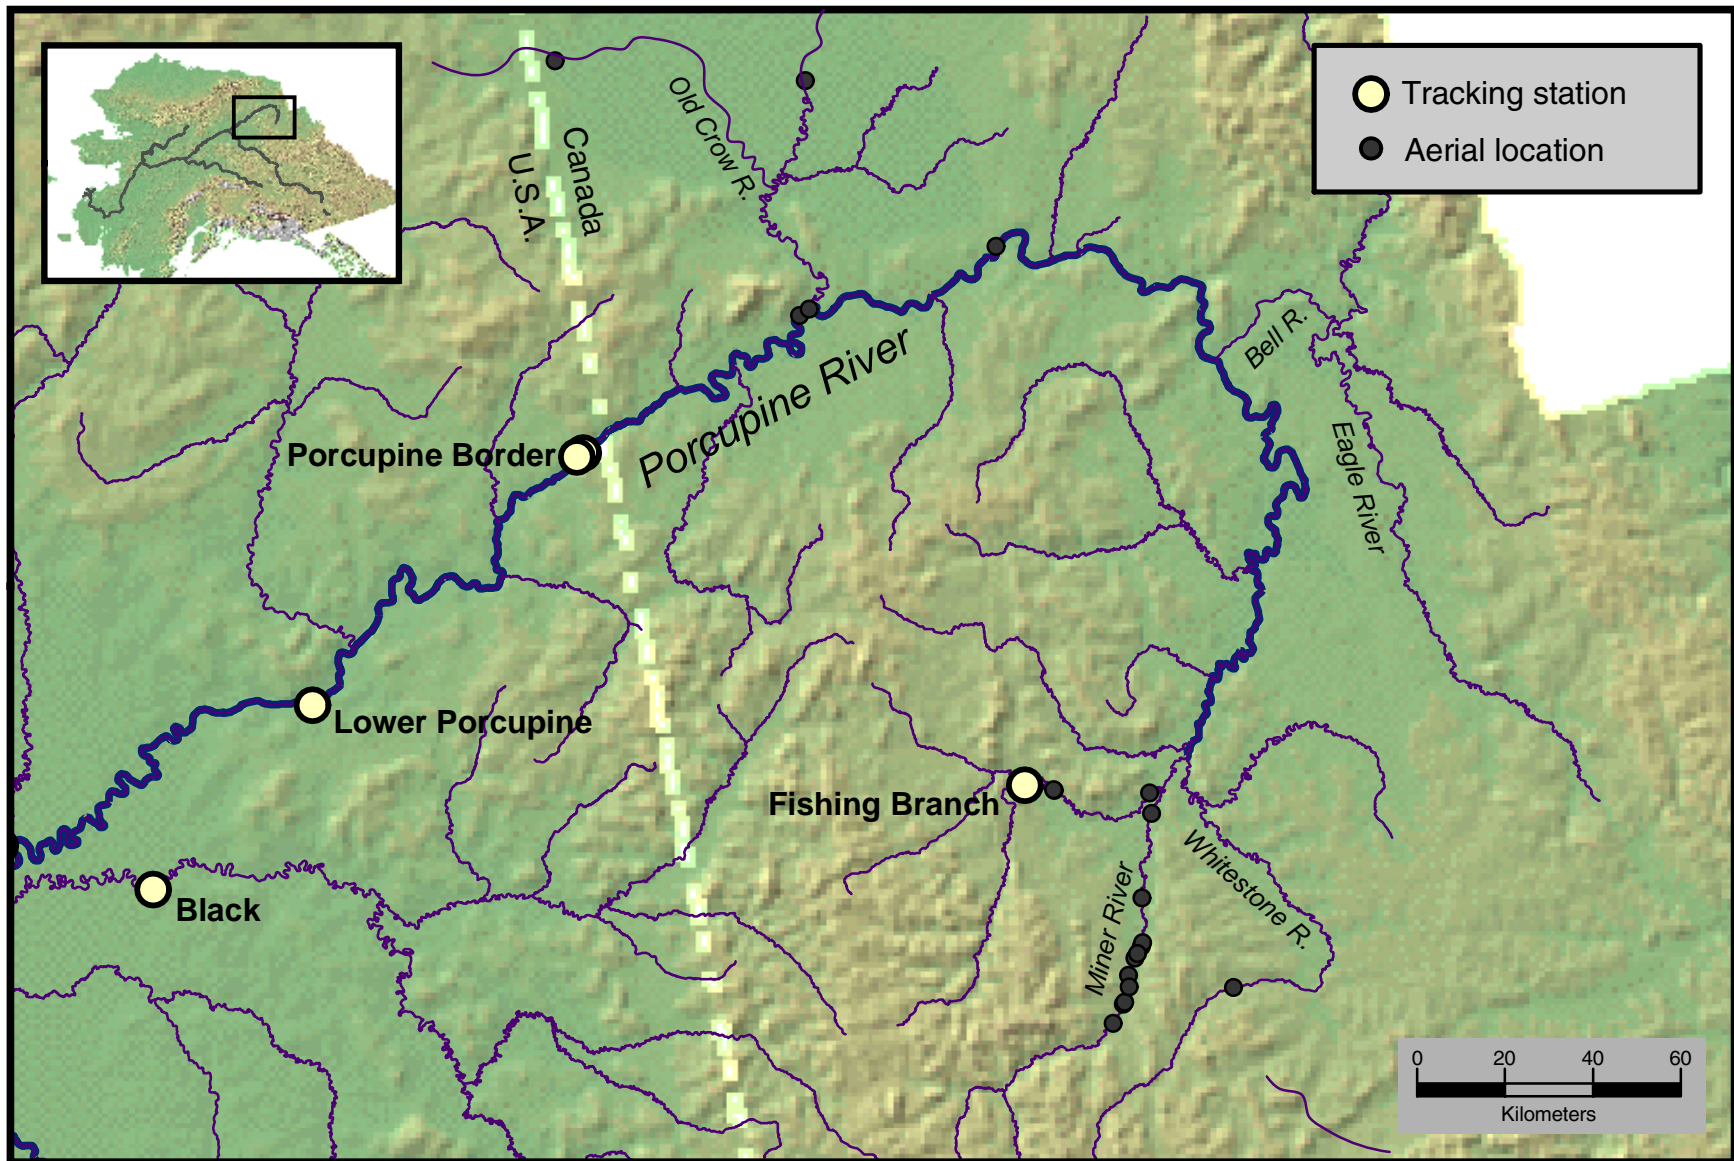 Tracking station
Aerial location
Old Crow R.
Canada
U.S.A.
Bell R.
Porcupine River
Eagle River
Porcupine Border
Lower Porcupine
Fishing Branch
Whitestone R.
Miner River
Black
0 20 40 60
Kilometers